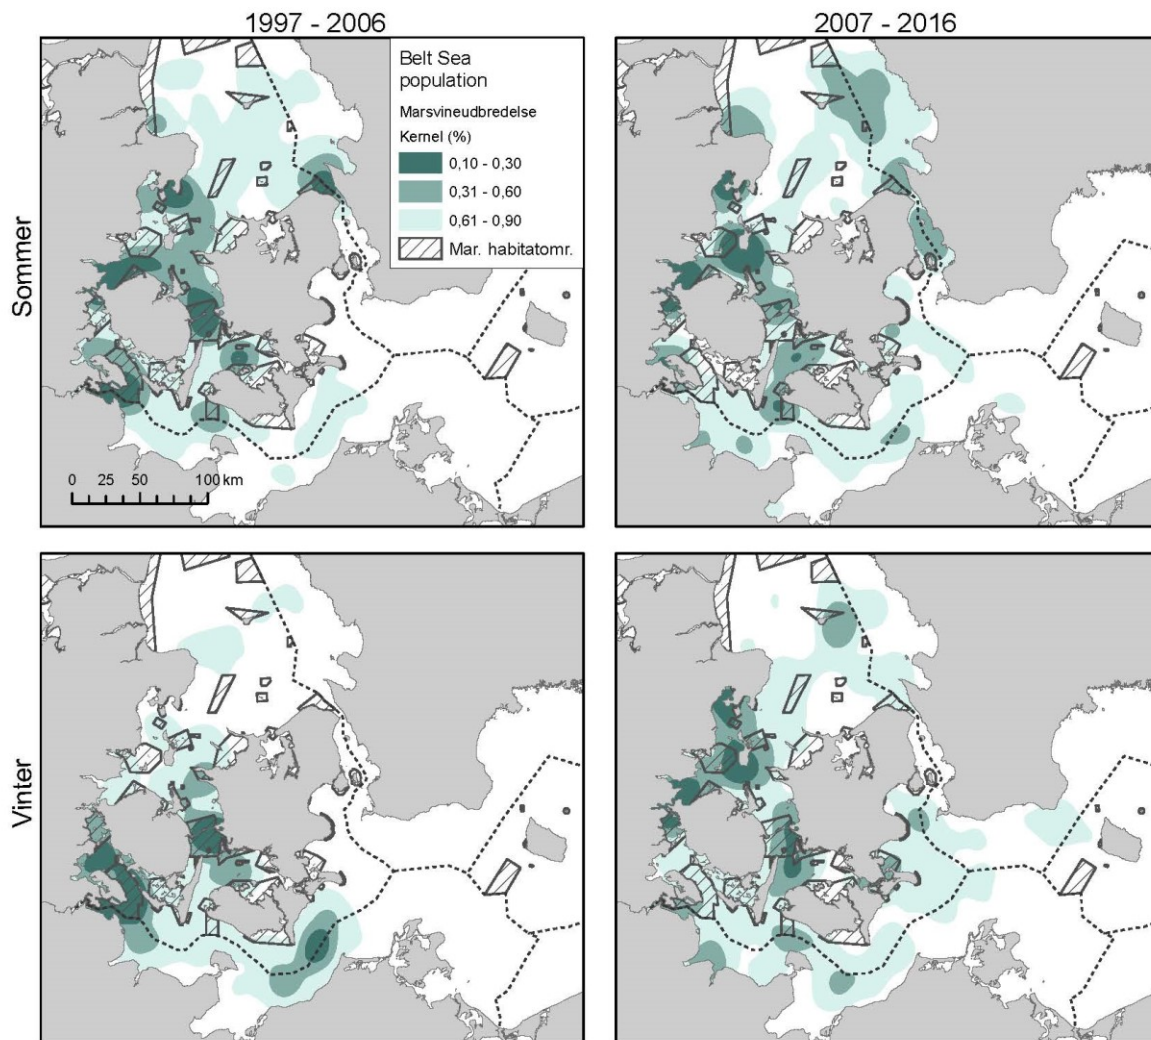 1997 - 2006
2007 - 2016
Sommer
Belt Sea
population
Marsvineudbredelse
Kernel (%)
0,10 - 0,30
0,31 - 0,60
0,61 - 0,90
Mar. habitatomr.
0 25 50 100 km
Vinter